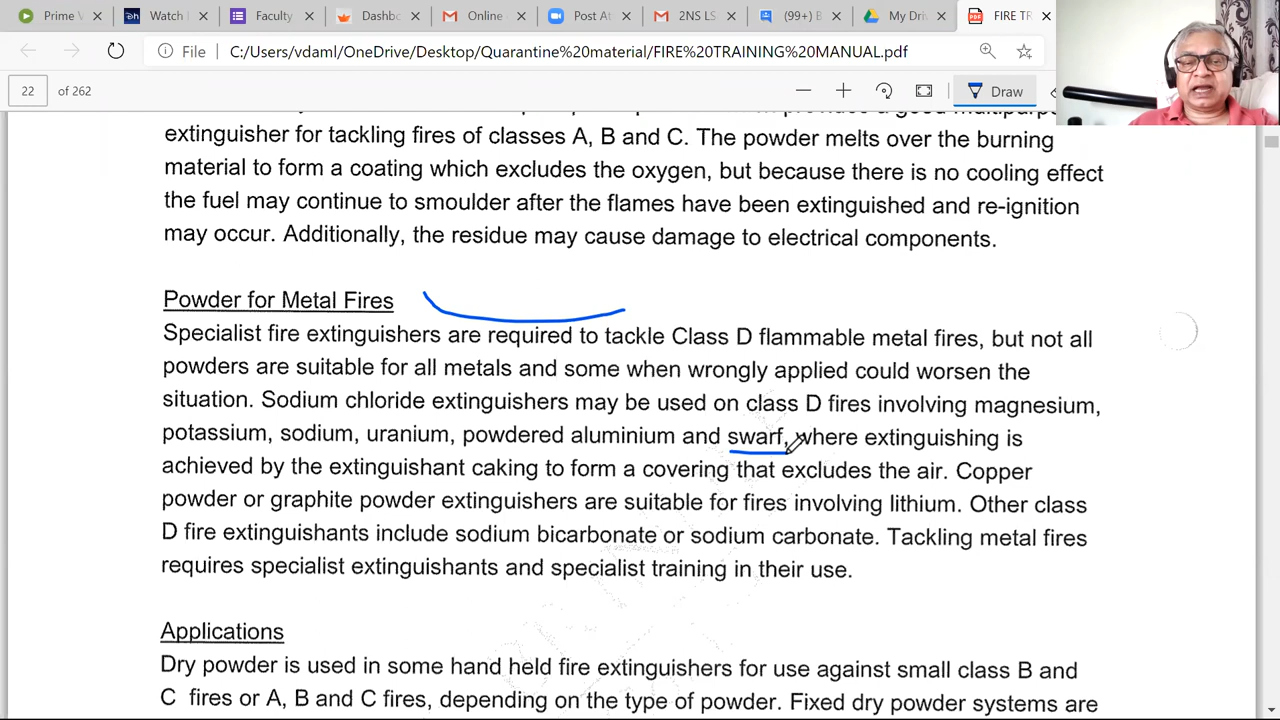 Prime V
Watch I
Faculty
Dashbo
Online
Post At
2NS S
(99+) B
My Driv
FIRE TR
File C:/Users/vdaml/OneDrive/Desktop/Quarantine%20material/FIRE%20TRAINING%20MANUAL.pdf
22 of 262
Draw
extinguisher for tackling fires of classes A, B and C. The powder melts over the burning
material to form a coating which excludes the oxygen, but because there is no cooling effect
the fuel may continue to smoulder after the flames have been extinguished and re-ignition
may occur. Additionally, the residue may cause damage to electrical components.
Powder for Metal Fires
Specialist fire extinguishers are required to tackle Class D flammable metal fires, but not all
powders are suitable for all metals and some when wrongly applied could worsen the
situation. Sodium chloride extinguishers may be used on class D fires involving magnesium,
potassium, sodium, uranium, powdered aluminium and swarf, where extinguishing is
achieved by the extinguishant caking to form a covering that excludes the air. Copper
powder or graphite powder extinguishers are suitable for fires involving lithium. Other class
D fire extinguishants include sodium bicarbonate or sodium carbonate. Tackling metal fires
requires specialist extinguishants and specialist training in their use.
Applications
Dry powder is used in some hand held fire extinguishers for use against small class B and
C fires or A, B and C fires, depending on the type of powder. Fixed dry powder systems are